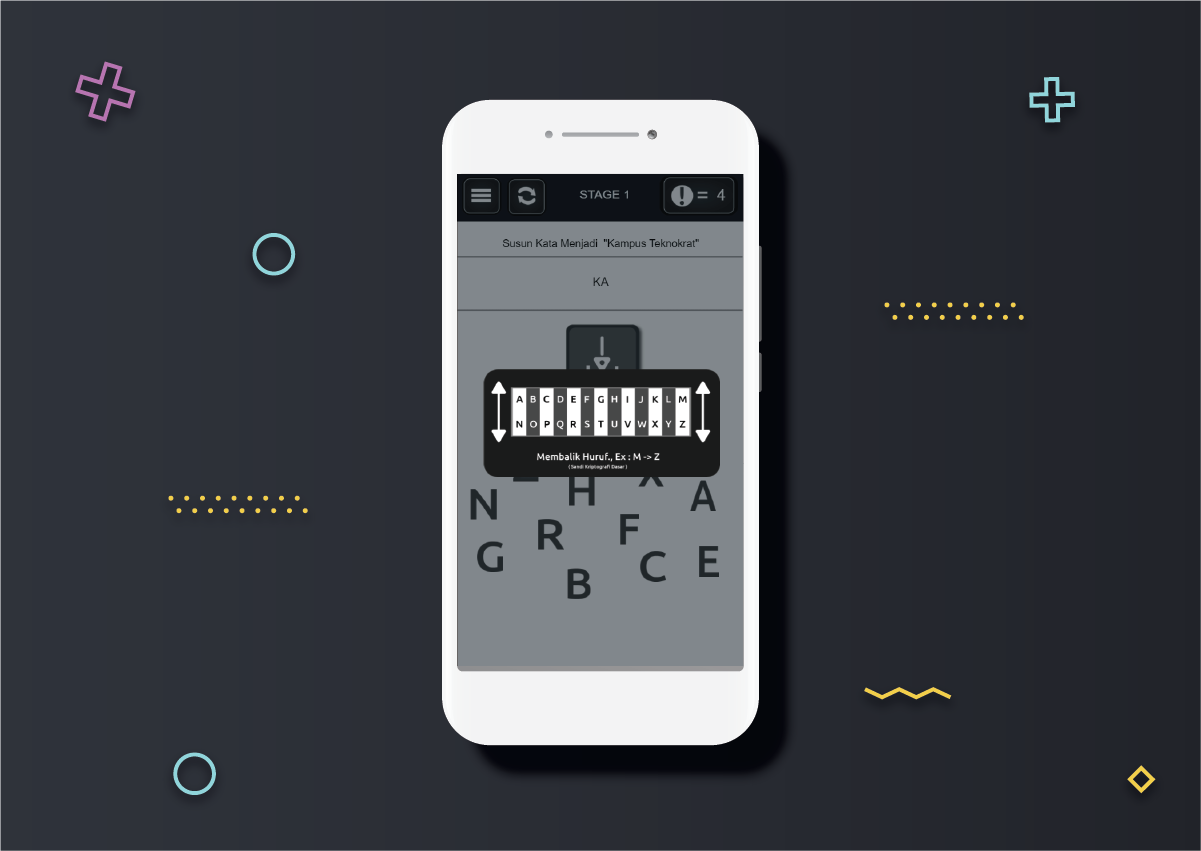 STAGE 1
= 4
Susun Kata Menjadi "Kampus Teknokrat"
KA
A B C D E F G H I J K L M
N O P Q R S T U V W X Y Z
Membalik Huruf., Ex : M -> Z
( Sandi Kriptografi Dasar )
H X
N A
R F
G C E
B